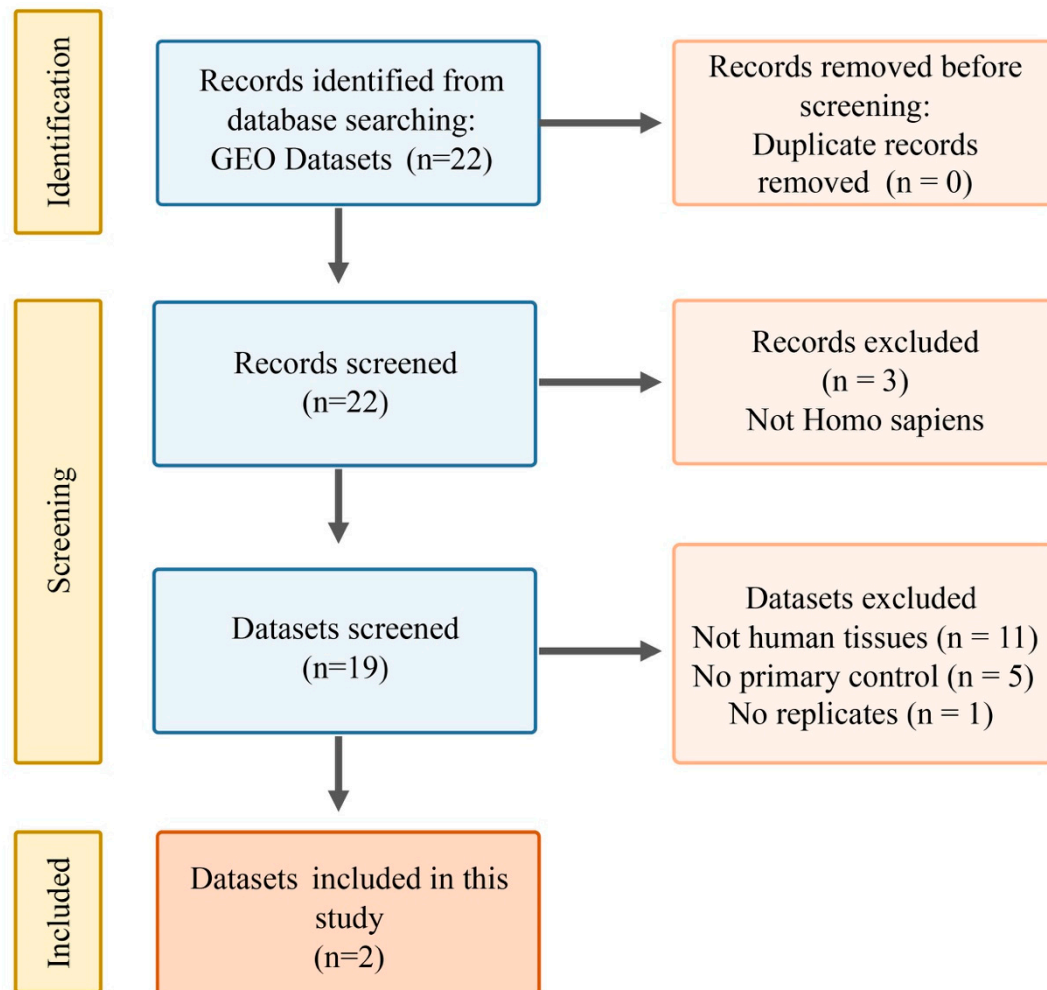 Identification
Records identified from
database searching:
GEO Datasets (n=22)
Records removed before
screening:
Duplicate records
removed (n = 0)
Screening
Records screened
(n=22)
Records excluded
(n = 3)
Not Homo sapiens
Datasets screened
(n=19)
Datasets excluded
Not human tissues (n = 11)
No primary control (n = 5)
No replicates (n = 1)
Included
Datasets included in this
study
(n=2)